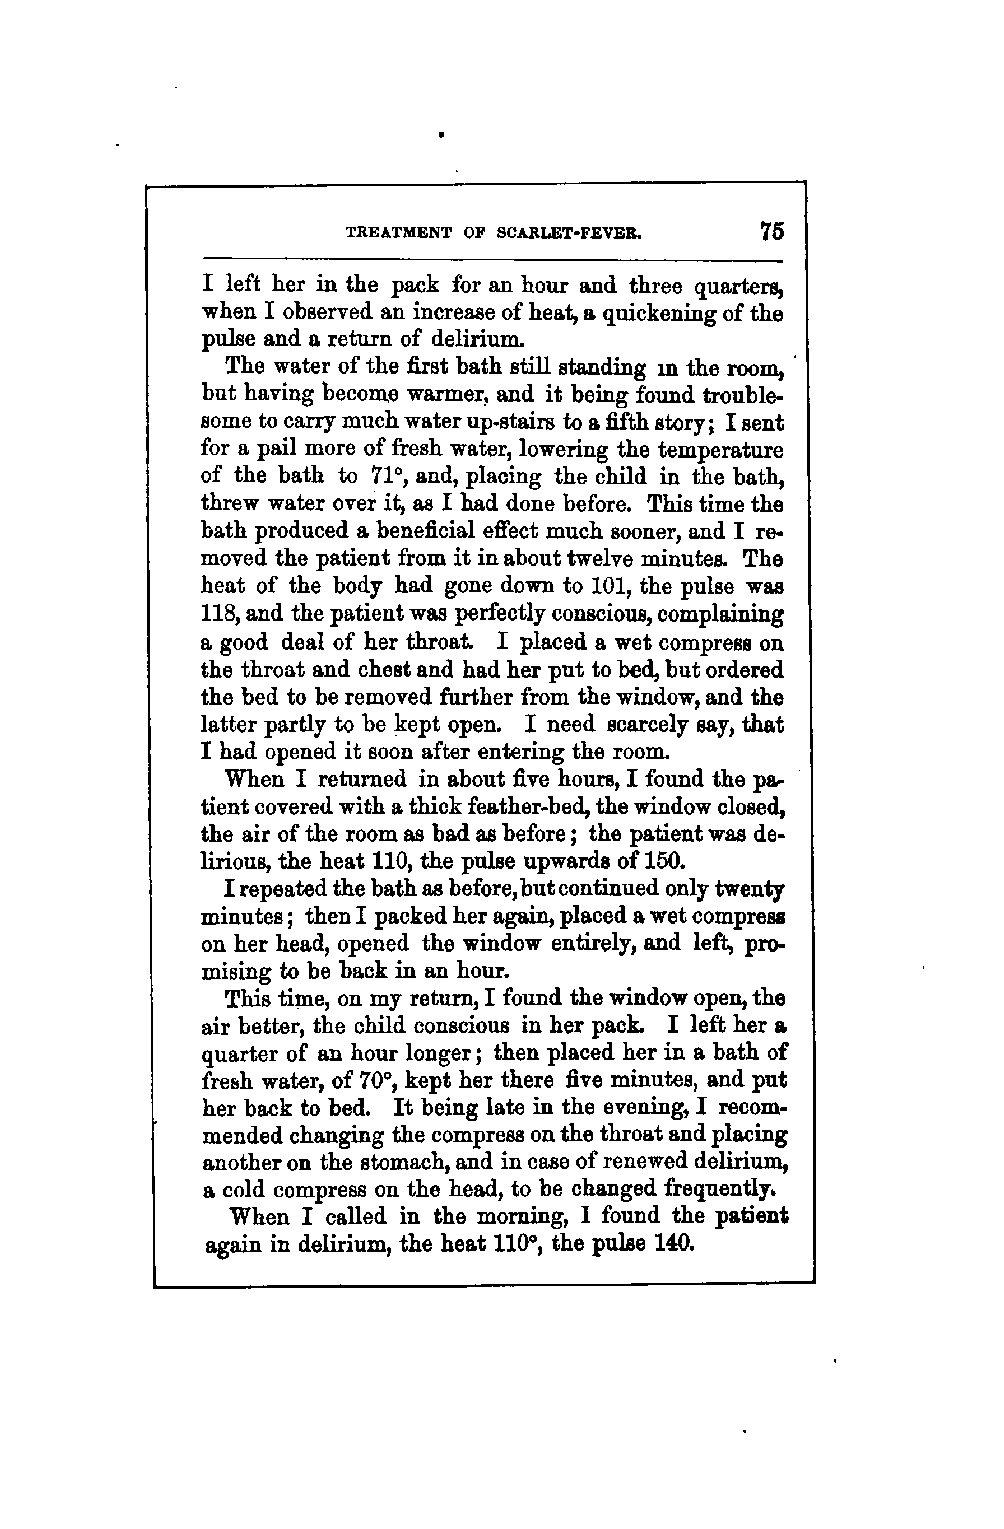 TREATMENT OF SCARLET-FEVER. 75
I left her in the pack for an hour and three quarters,
when I observed an increase of heat, a quickening of the
pulse and a return of delirium.
The water of the first bath still standing in the room,
but having become warmer, and it being found trouble-
some to carry much water up-stairs to a fifth story; I sent
for a pail more of fresh water, lowering the temperature
of the bath to 71°, and, placing the child in the bath,
threw water over it, as I had done before. This time the
bath produced a beneficial effect much sooner, and I re-
moved the patient from it in about twelve minutes. The
heat of the body had gone down to 101, the pulse was
118, and the patient was perfectly conscious, complaining
a good deal of her throat. I placed a wet compress on
the throat and chest and had her put to bed, but ordered
the bed to be removed further from the window, and the
latter partly to be kept open. I need scarcely say, that
I had opened it soon after entering the room.
When I returned in about five hours, I found the pa-
tient covered with a thick feather-bed, the window closed,
the air of the room as bad as before; the patient was de-
lirious, the heat 110, the pulse upwards of 150.
I repeated the bath as before, but continued only twenty
minutes; then I packed her again, placed a wet compress
on her head, opened the window entirely, and left, pro-
mising to be back in an hour.
This time, on my return, I found the window open, the
air better, the child conscious in her pack. I left her a
quarter of an hour longer; then placed her in a bath of
fresh water, of 70°, kept her there five minutes, and put
her back to bed. It being late in the evening, I recom-
mended changing the compress on the throat and placing
another on the stomach, and in case of renewed delirium,
a cold compress on the head, to be changed frequently.
When I called in the morning, I found the patient
again in delirium, the heat 110°, the pulse 140.